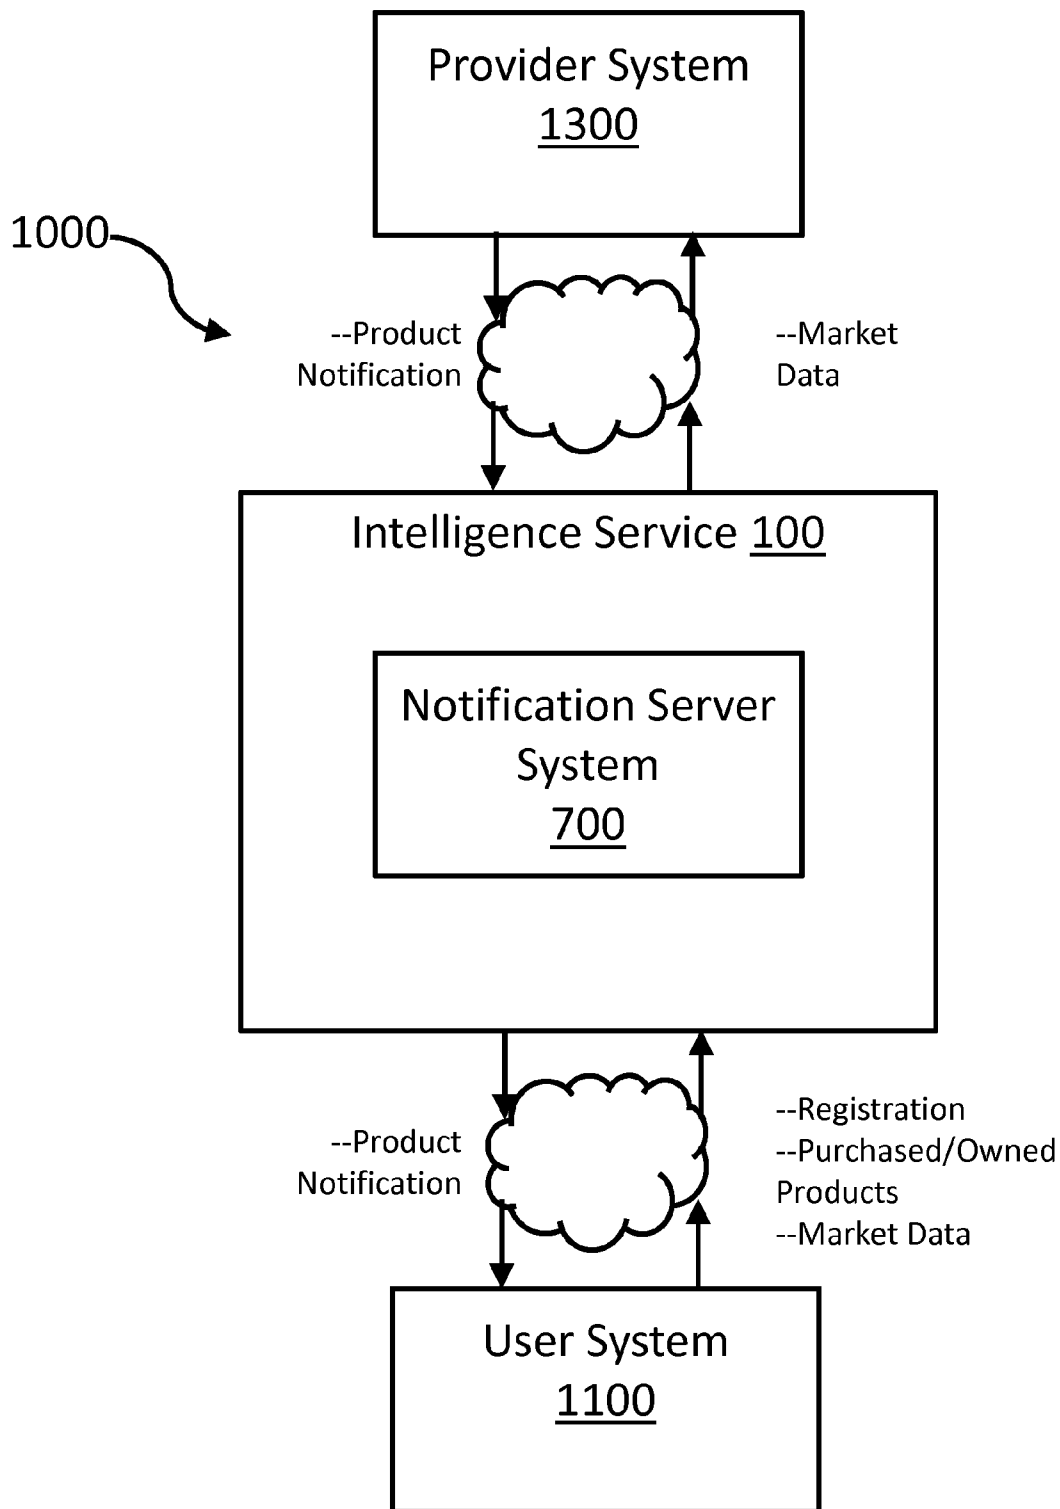 Provider System
1300
1000
--Product
Notification
--Market
Data
Intelligence Service 100
Notification Server
System
700
--Product
Notification
--Registration
--Purchased/Owned
Products
--Market Data
User System
1100